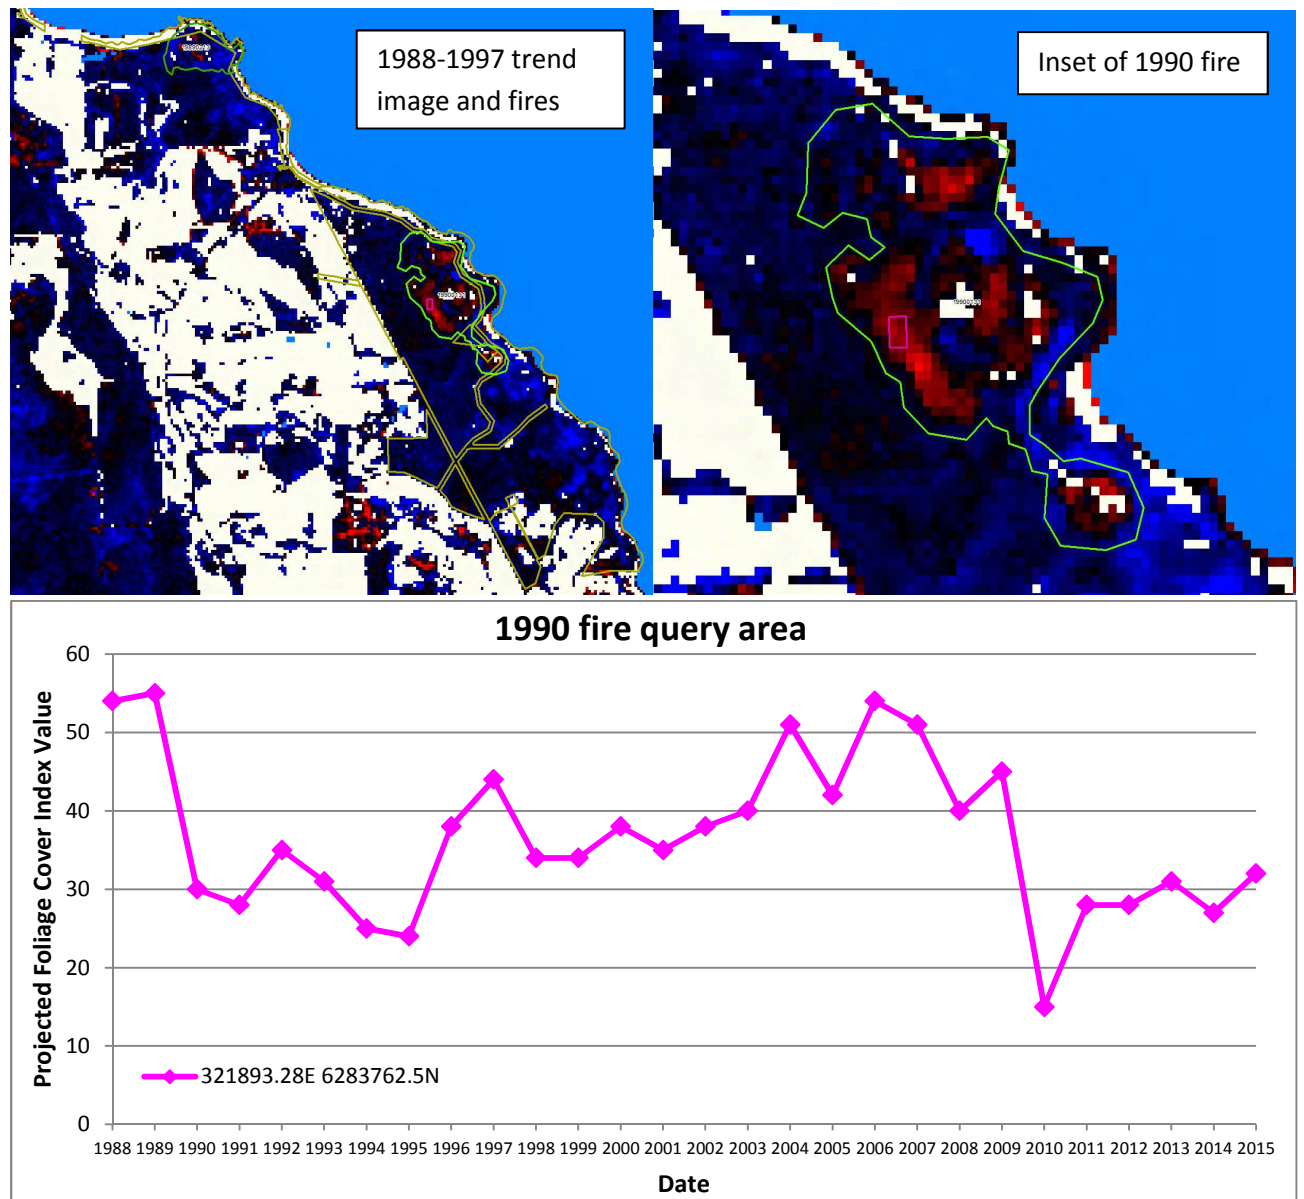 1988-1997 trend
image and fires
Inset of 1990 fire
1990 fire query area
Projected Foliage Cover Index Value
60
50
40
30
20
10
0
321893.28E 6283762.5N
1988 1989 1990 1991 1992 1993 1994 1995 1996 1997 1998 1999 2000 2001 2002 2003 2004 2005 2006 2007 2008 2009 2010 2011 2012 2013 2014 2015
Date